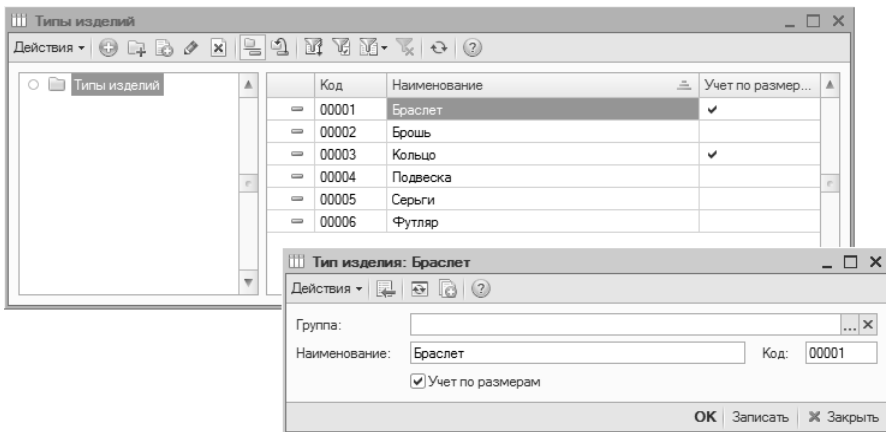 Типы изделий
Действия
Типы изделий
Код Наименование Учет по размер...
00001 Браслет
00002 Брошь
00003 Кольцо
00004 Подвеска
00005 Серьги
00006 Футляр
Тип изделия: Браслет
Действия
Группа: ...
Наименование: Браслет Код: 00001
Учет по размерам
OK Записать Закрыть